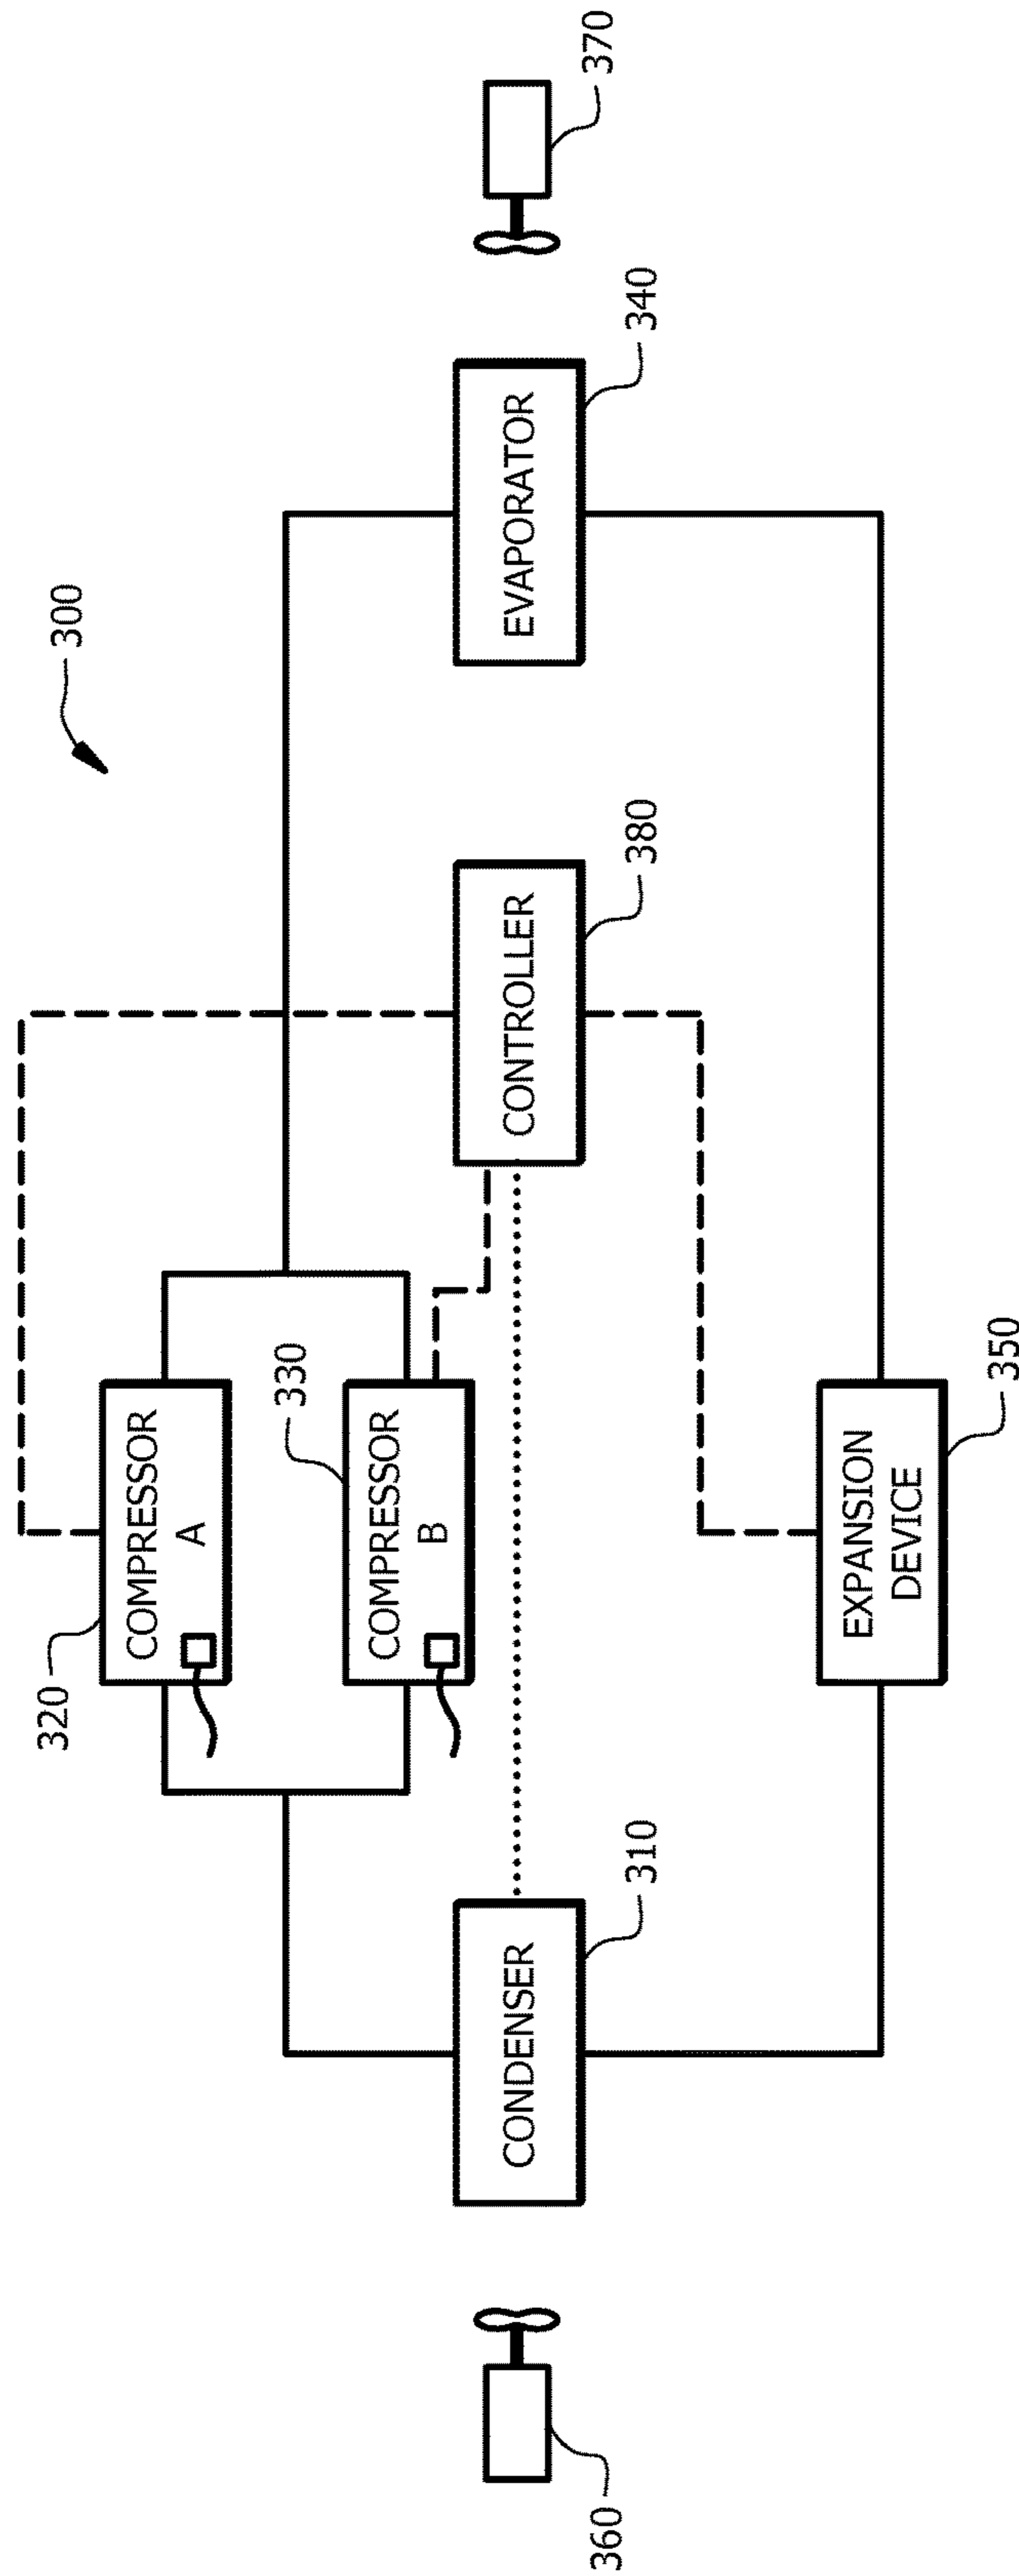 300
320
COMPRESSOR
A
330
COMPRESSOR
B
360
CONDENSER
310
CONTROLLER
380
EVAPORATOR
340
370
EXPANSION
DEVICE
350